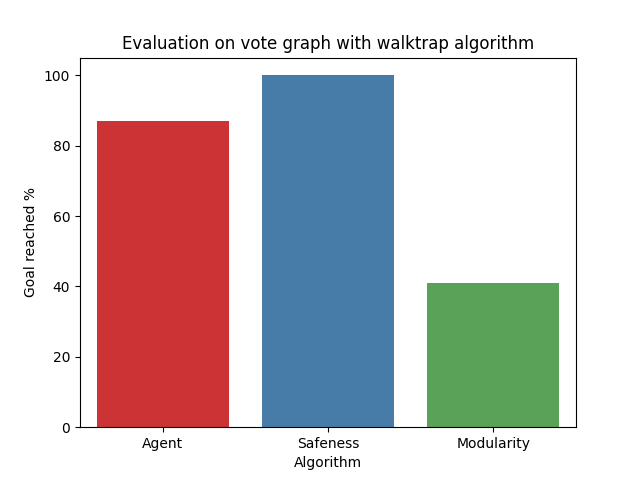 Evaluation on vote graph with walktrap algorithm
Goal reached %
100
80
60
40
20
0
Agent
Safeness
Modularity
Algorithm